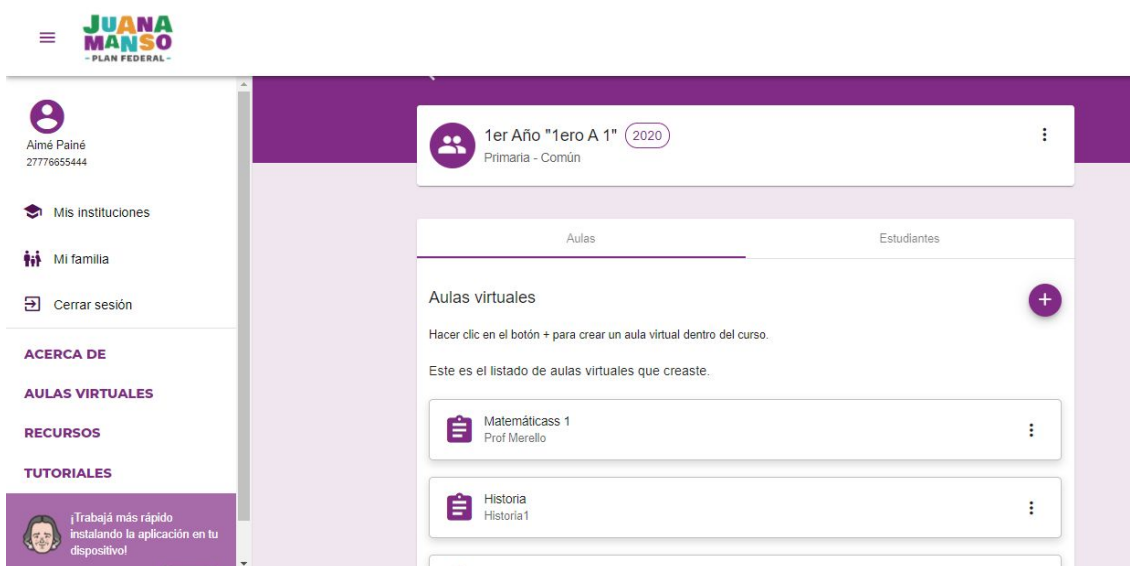 JUANA
MANSO
- PLAN FEDERAL -
Aimé Painé
27776655444
Mis instituciones
Mi familia
Cerrar sesión
ACERCA DE
AULAS VIRTUALES
RECURSOS
TUTORIALES
¡Trabajá más rápido
instalando la aplicación en tu
dispositivo!
1er Año "1ero A 1" 2020
Primaria - Común
Aulas
Estudiantes
Aulas virtuales
Hacer clic en el botón + para crear un aula virtual dentro del curso.
Este es el listado de aulas virtuales que creaste.
Matemáticass 1
Prof Merello
Historia
Historia1